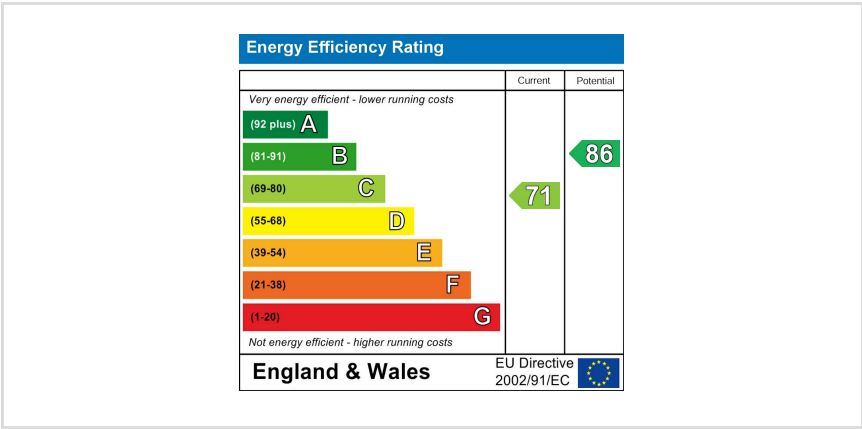 Energy Efficiency Rating
Current Potential
Very energy efficient - lower running costs
(92 plus) A
(81-91) B
86
(69-80) C
71
(55-68) D
(39-54) E
(21-38) F
(1-20) G
Not energy efficient - higher running costs
England & Wales
EU Directive
2002/91/EC